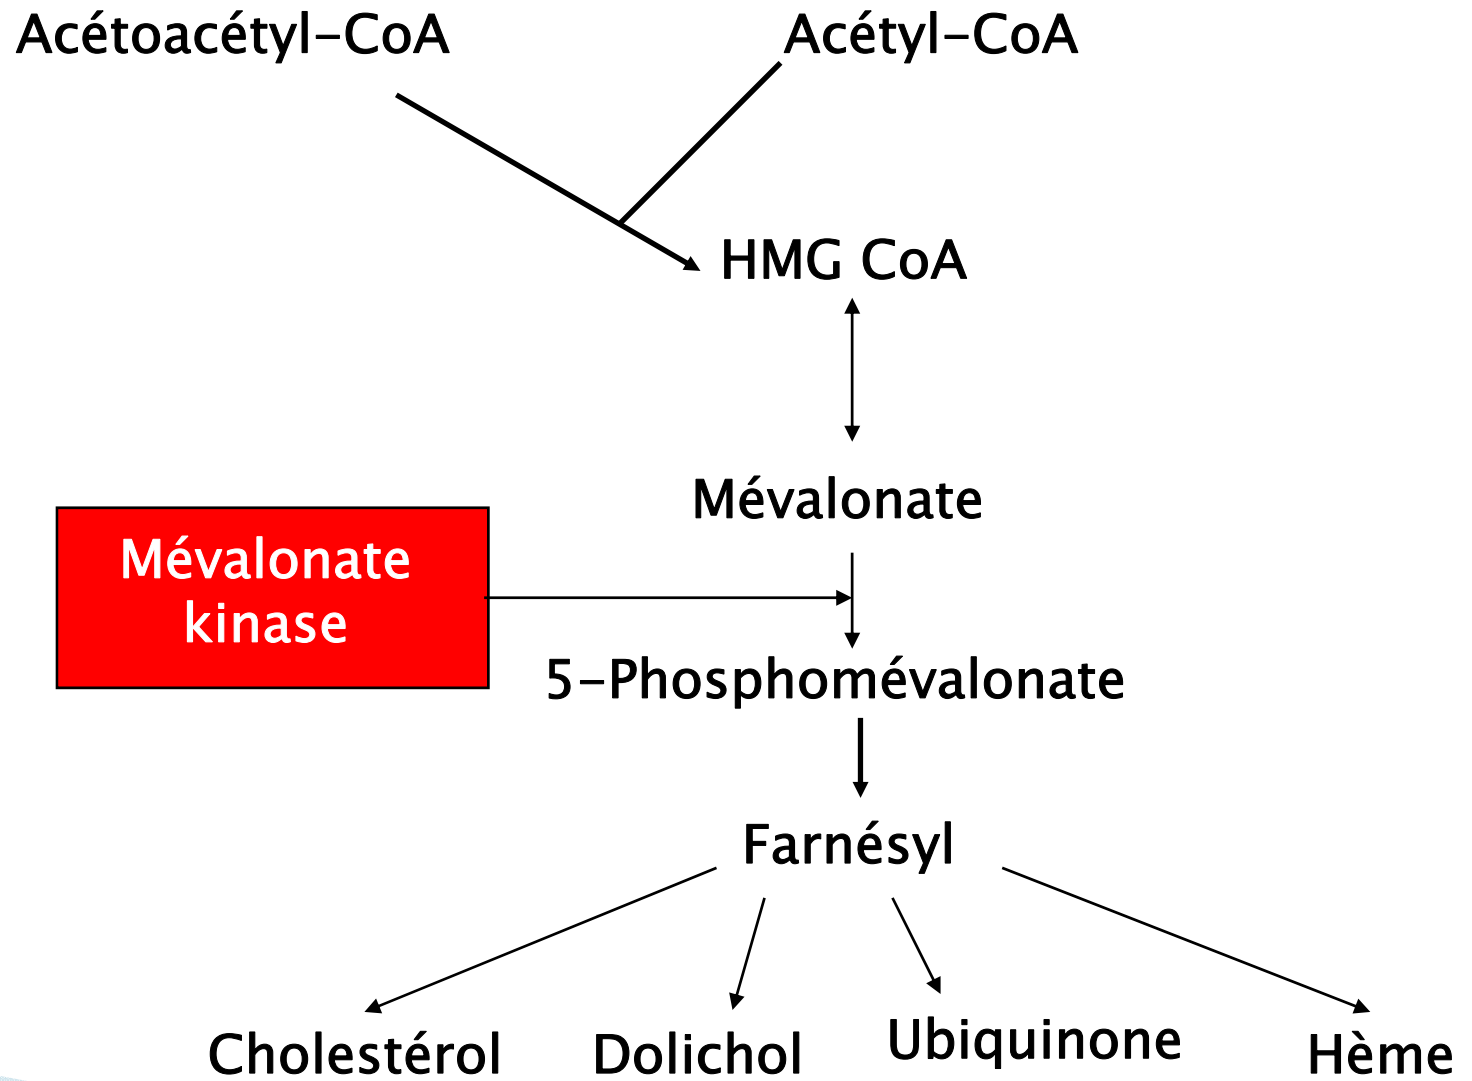 Acétoacétyl-CoA
Acétyl-CoA
HMG CoA
Mévalonate
Mévalonate
kinase
5-Phosphomévalonate
Farnésyl
Cholestérol
Dolichol
Ubiquinone
Hème